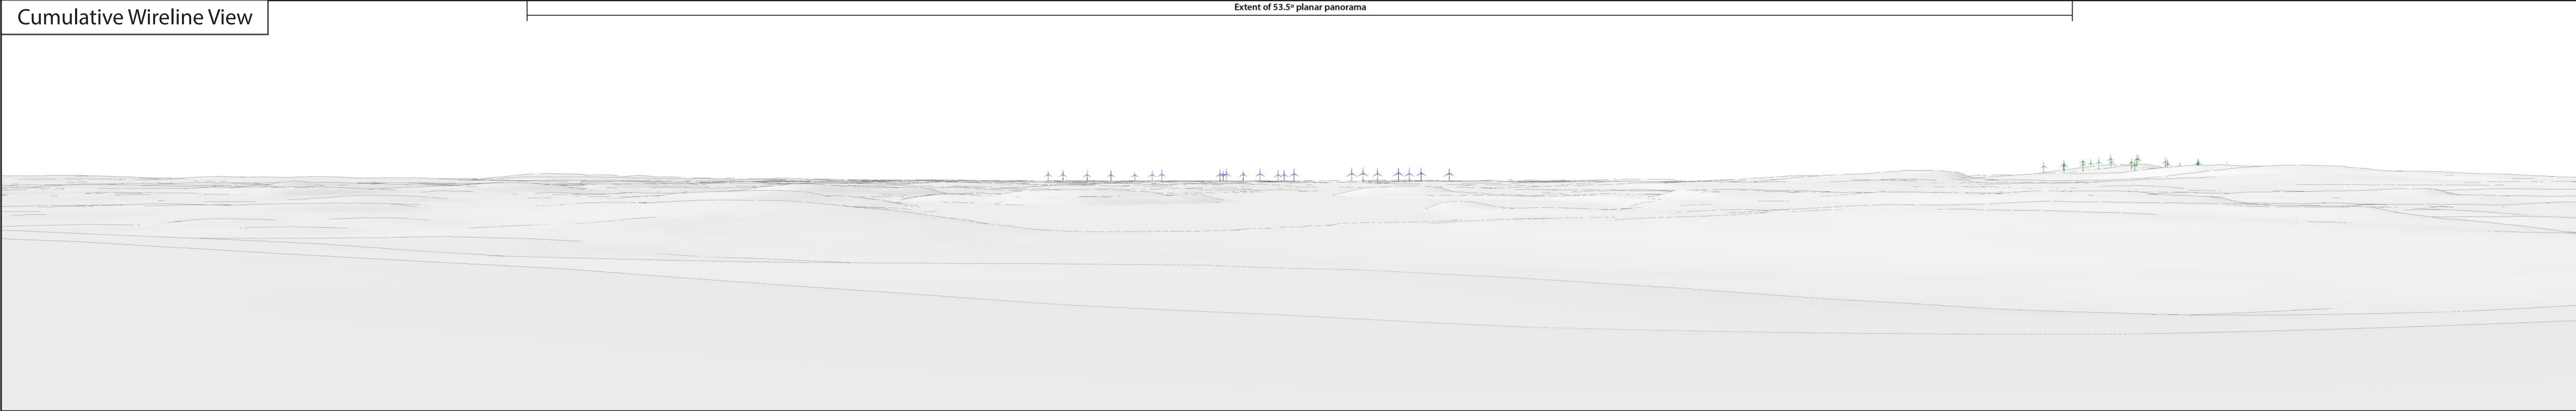 Cumulative Wireline View
Extent of 53.5º planar panorama